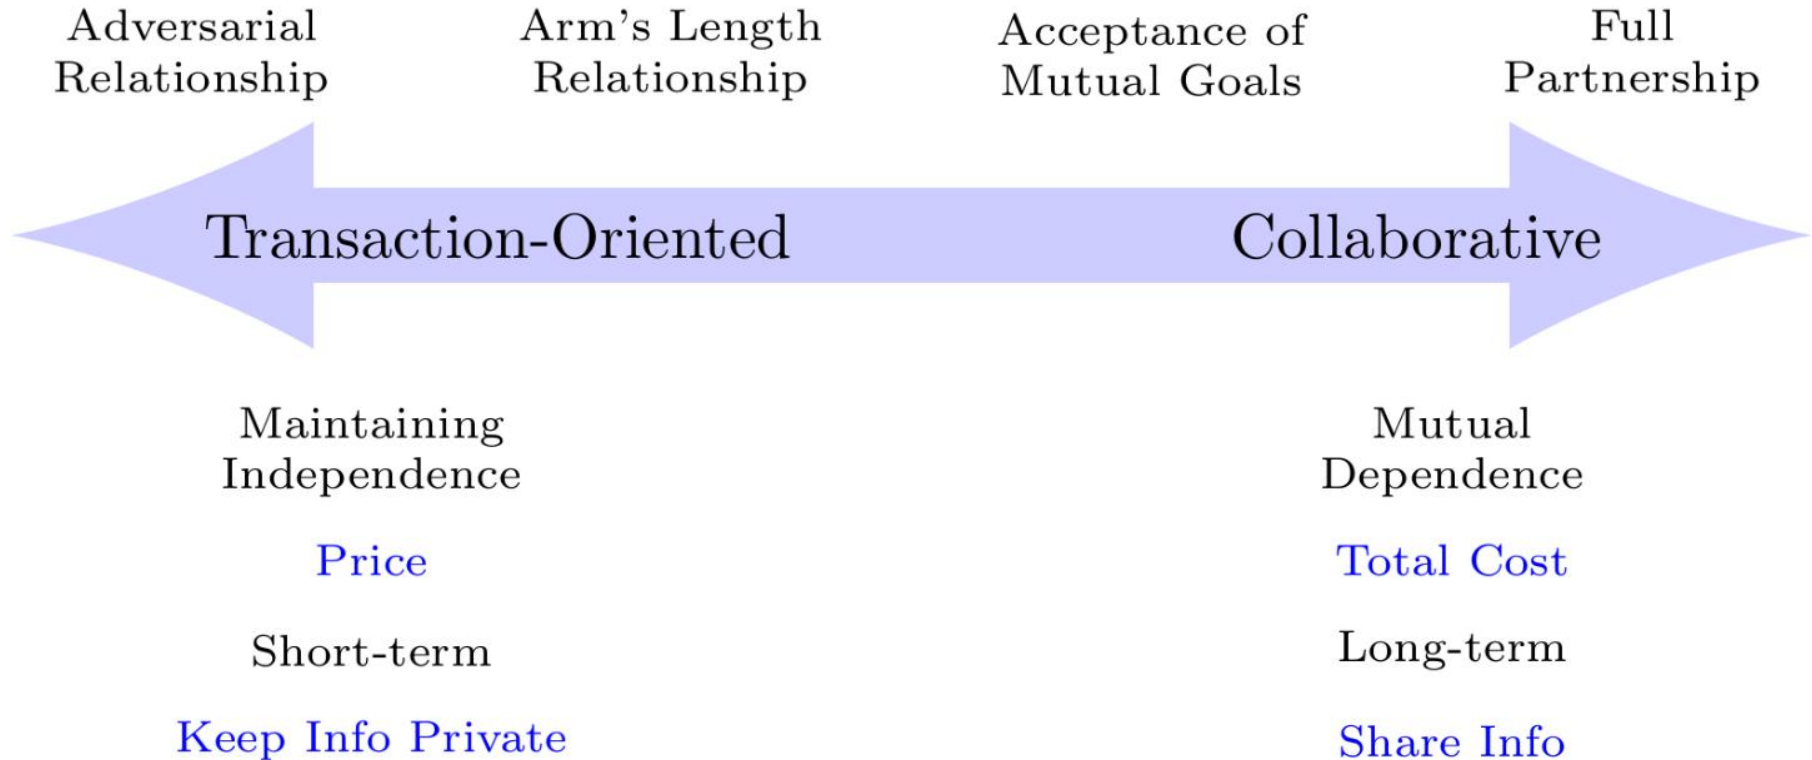 Adversarial
Relationship
Arm's Length
Relationship
Acceptance of
Mutual Goals
Full
Partnership
Transaction-Oriented
Collaborative
Maintaining
Independence
Mutual
Dependence
Price
Total Cost
Short-term
Long-term
Keep Info Private
Share Info